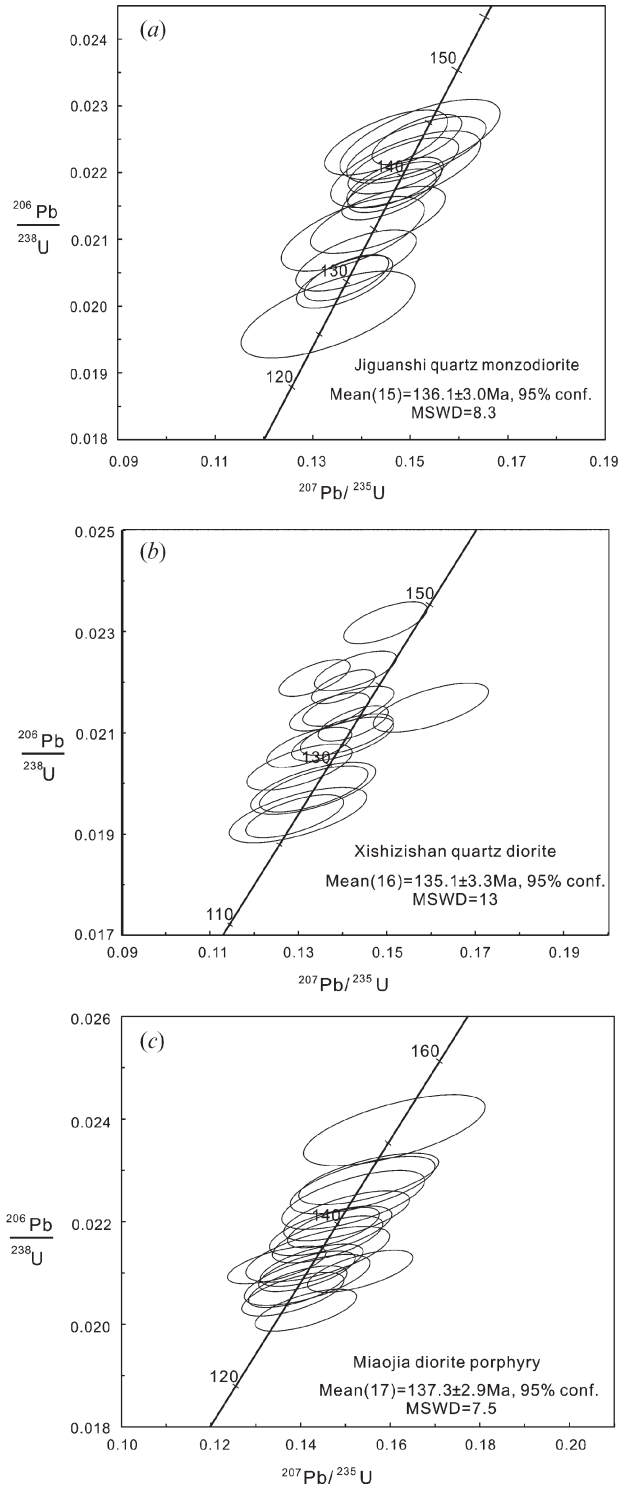 (a)
0.024
0.023
0.022
0.021
0.020
0.019
0.018
206Pb
238U
150
140
130
120
Jiguanshi quartz monzodiorite
Mean(15)=136.1±3.0Ma, 95% conf.
MSWD=8.3
0.09 0.11 0.13 0.15 0.17 0.19
207Pb/235U
(b)
0.025
0.023
0.021
0.019
0.017
206Pb
238U
150
130
110
Xishizishan quartz diorite
Mean(16)=135.1±3.3Ma, 95% conf.
MSWD=13
0.09 0.11 0.13 0.15 0.17 0.19
207Pb/235U
(c)
0.026
0.024
0.022
0.020
0.018
206Pb
238U
160
140
120
Miaojia diorite porphyry
Mean(17)=137.3±2.9Ma, 95% conf.
MSWD=7.5
0.10 0.12 0.14 0.16 0.18 0.20
207Pb/235U